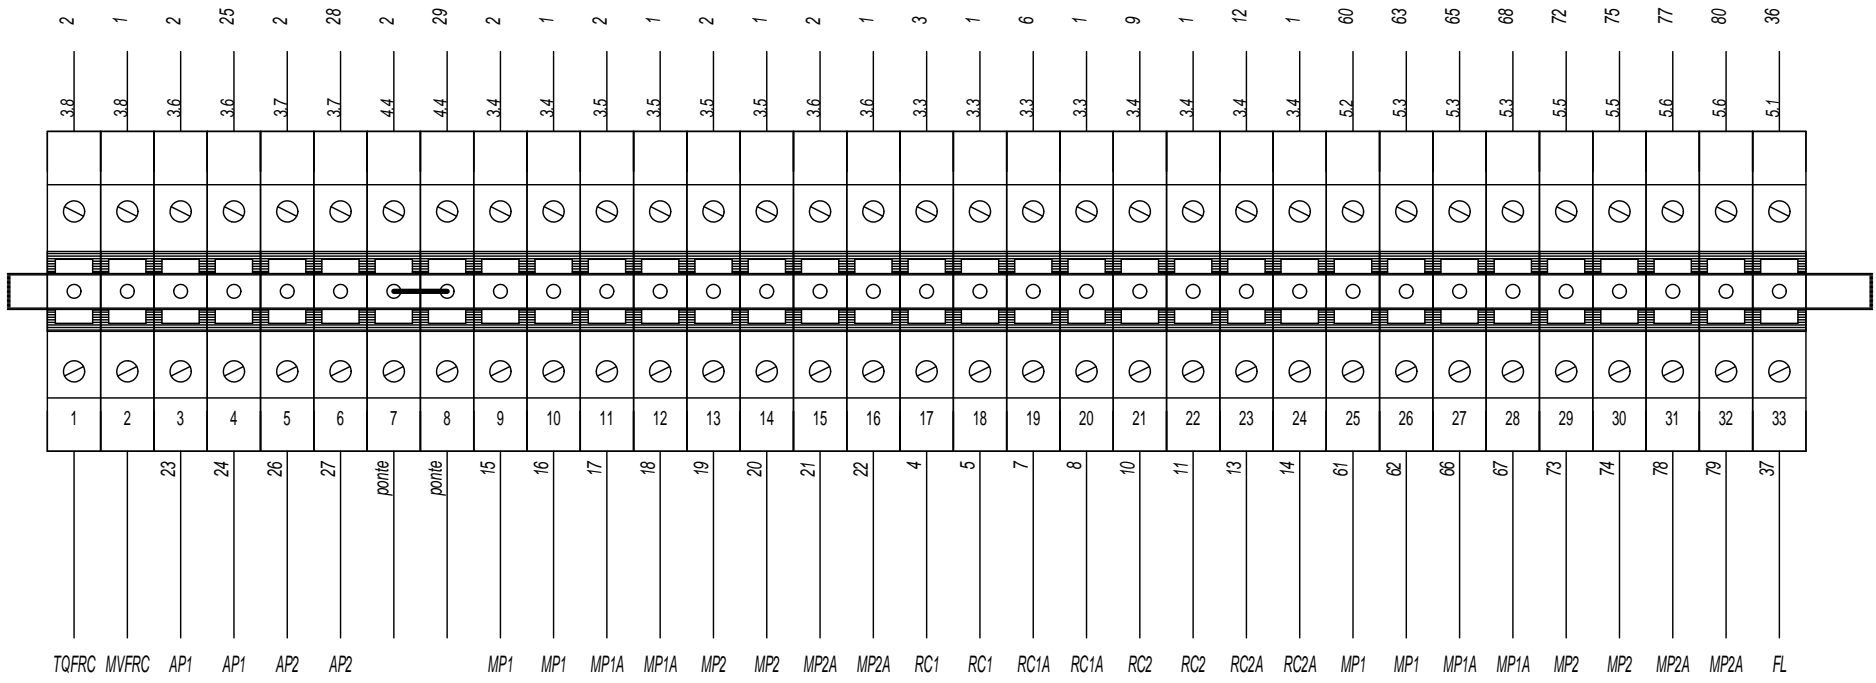 2 1 2 25 2 28 2 29 2 1 2 1 2 1 2 1 3 1 6 1 9 1 12 1 60 63 65 68 72 75 77 80 36
3.8 3.8 3.6 3.6 3.7 3.7 4.4 4.4 3.4 3.4 3.5 3.5 3.5 3.5 3.6 3.6 3.3 3.3 3.3 3.3 3.4 3.4 3.4 3.4 5.2 5.3 5.3 5.3 5.5 5.5 5.6 5.6 5.1
1 2 3 4 5 6 7 8 9 10 11 12 13 14 15 16 17 18 19 20 21 22 23 24 25 26 27 28 29 30 31 32 33
23 24 26 27 ponte ponte 15 16 17 18 19 20 21 22 4 5 7 8 10 11 13 14 61 62 66 67 73 74 78 79 37
TQFRC MVFRC AP1 AP1 AP2 AP2 MP1 MP1 MP1A MP1A MP2 MP2 MP2A MP2A RC1 RC1 RC1A RC1A RC2 RC2 RC2A RC2A MP1 MP1 MP1A MP1A MP2 MP2 MP2A MP2A FL